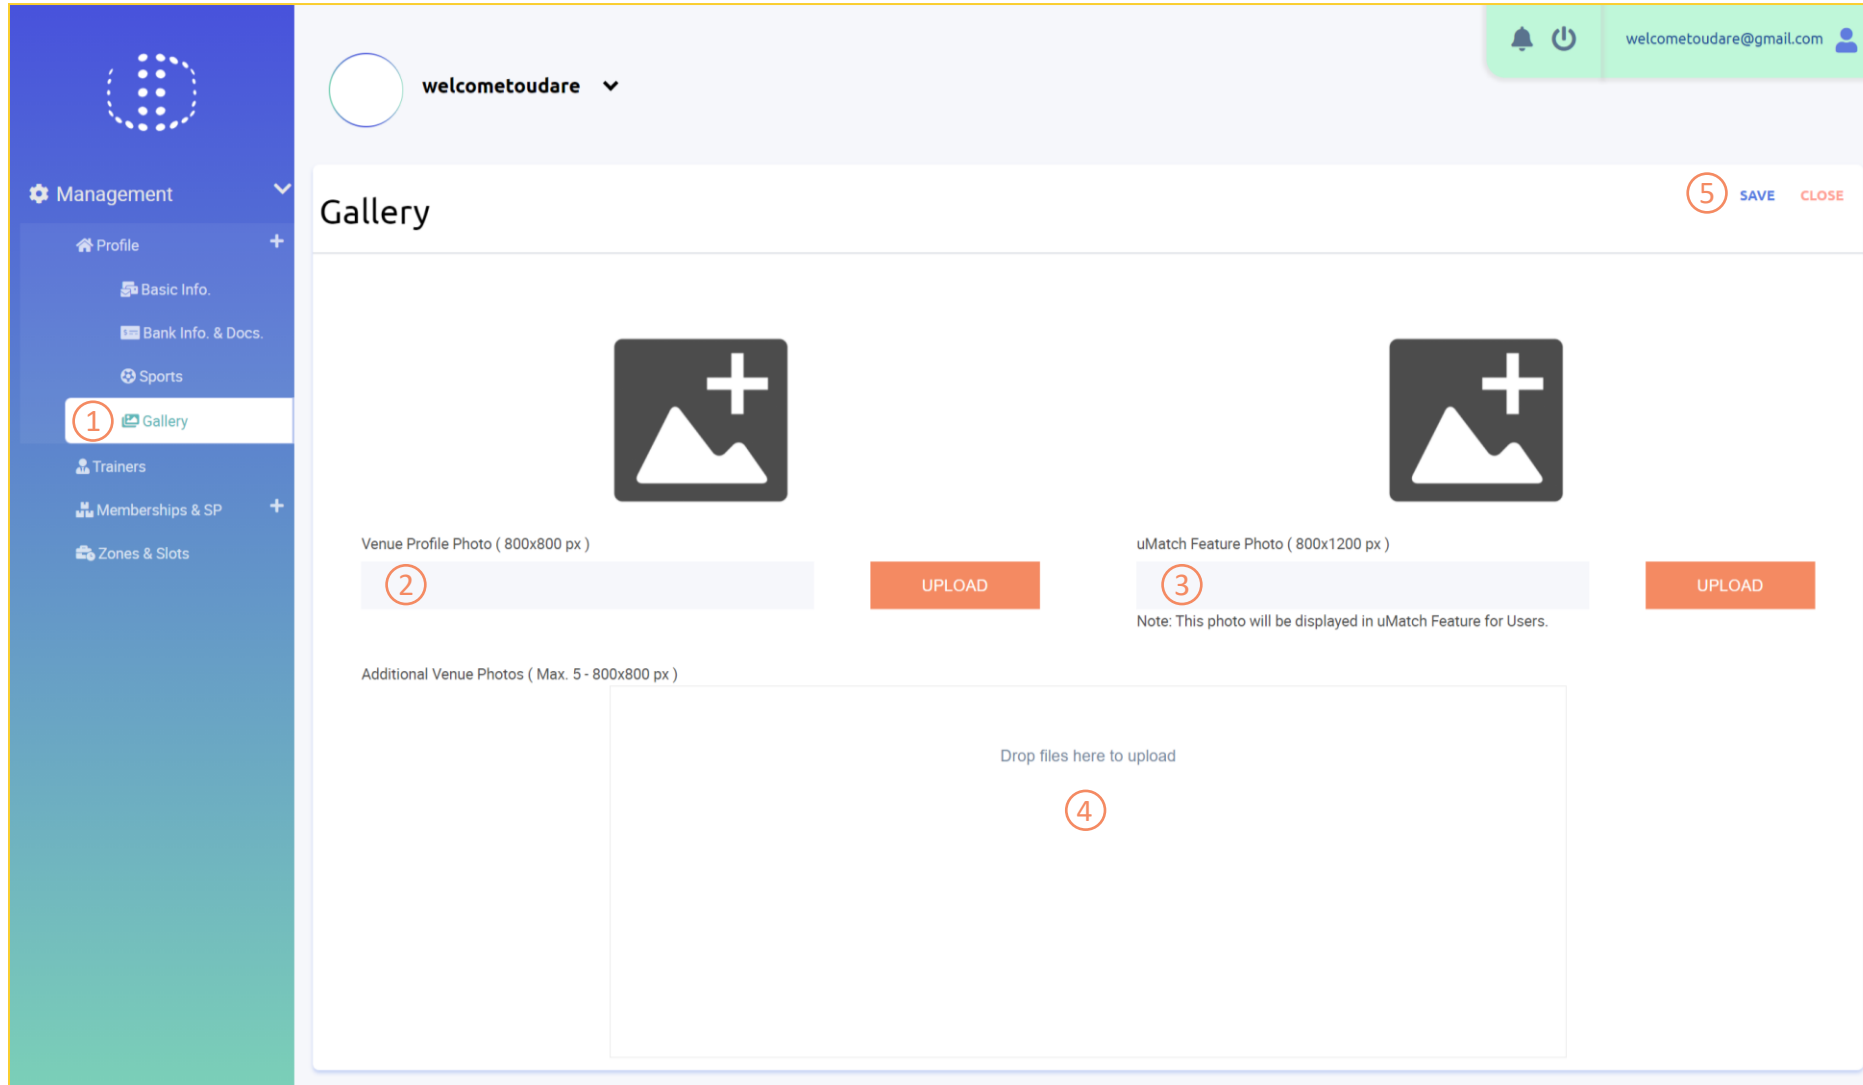 welcometoudare@gmail.com
welcometoudare
Management
Profile
Basic Info.
Bank Info. & Docs.
Sports
1 Gallery
Trainers
Memberships & SP
Zones & Slots
Gallery
5 SAVE CLOSE
Venue Profile Photo ( 800x800 px )
2 UPLOAD
uMatch Feature Photo ( 800x1200 px )
3 UPLOAD
Note: This photo will be displayed in uMatch Feature for Users.
Additional Venue Photos ( Max. 5 - 800x800 px )
Drop files here to upload
4